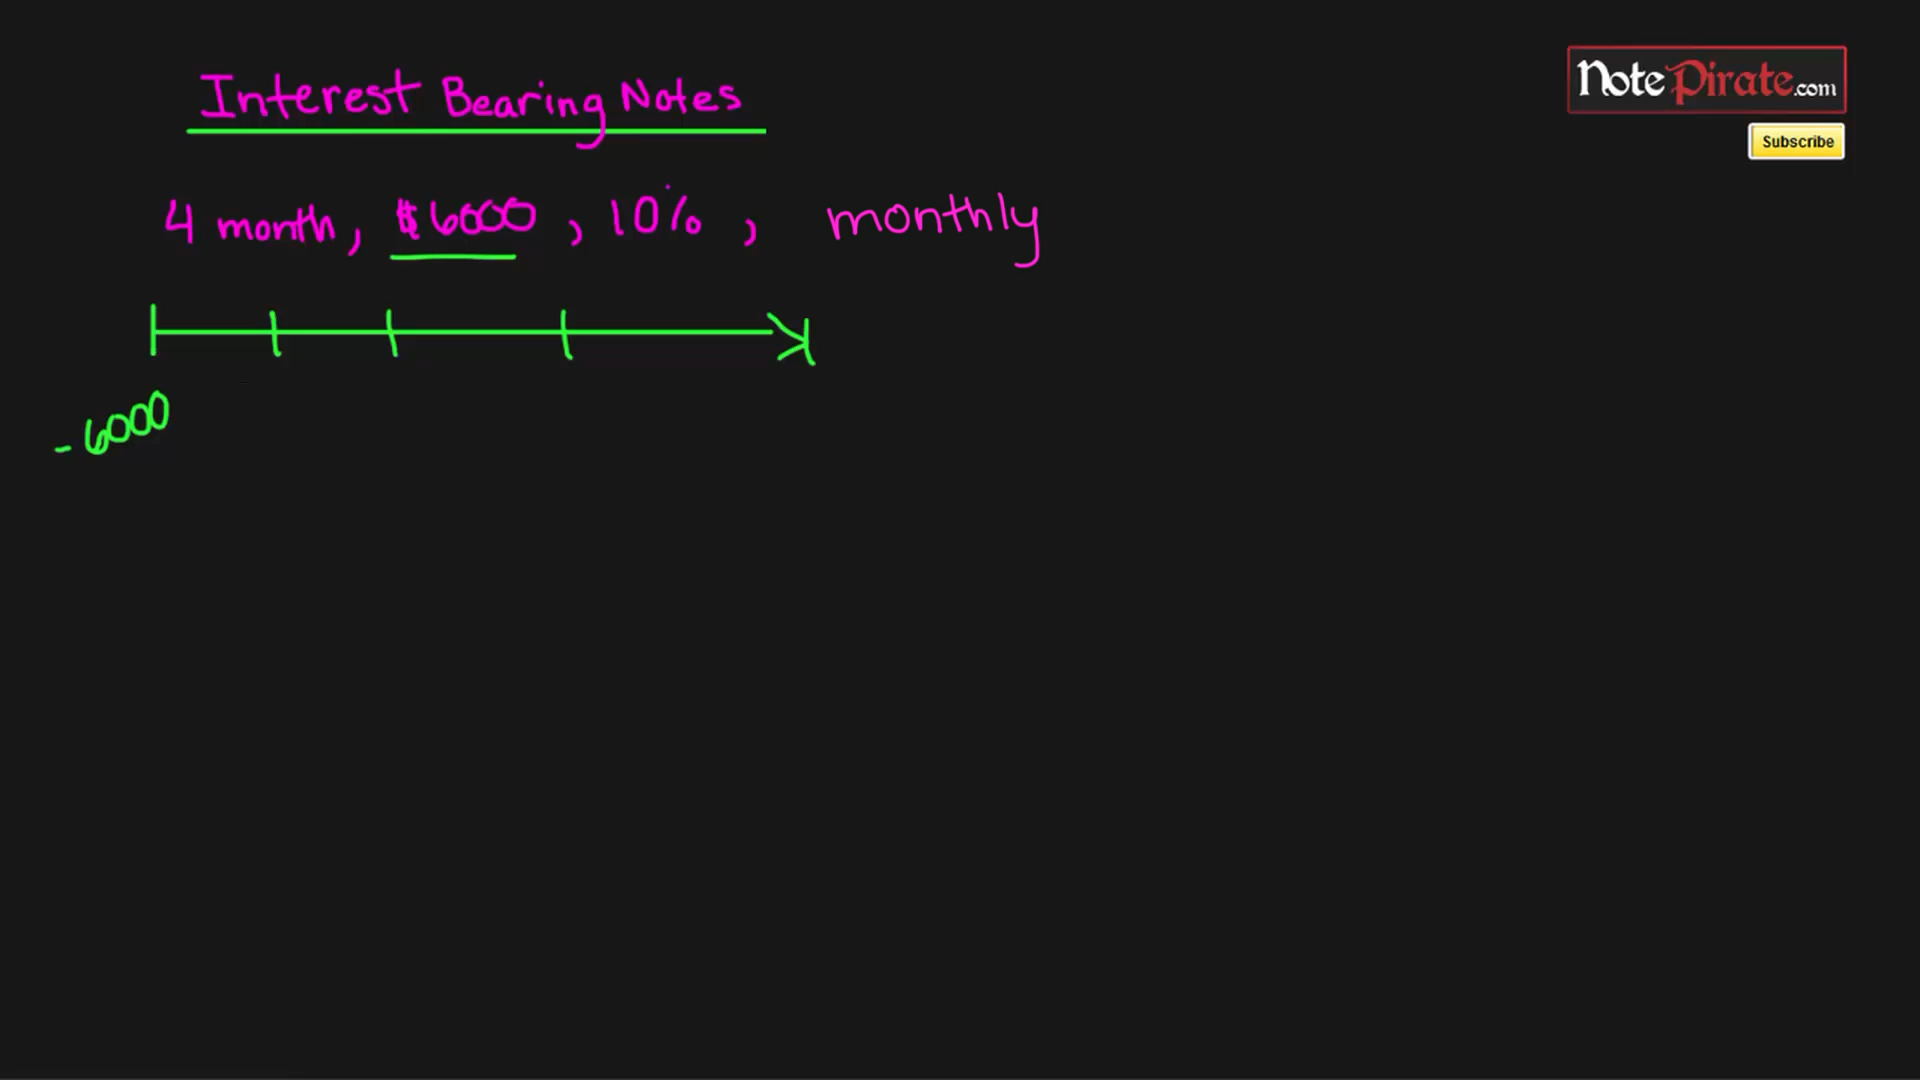 Interest Bearing Notes
NotePirate.com
Subscribe
4 month, $6000, 10%, monthly
- 6000